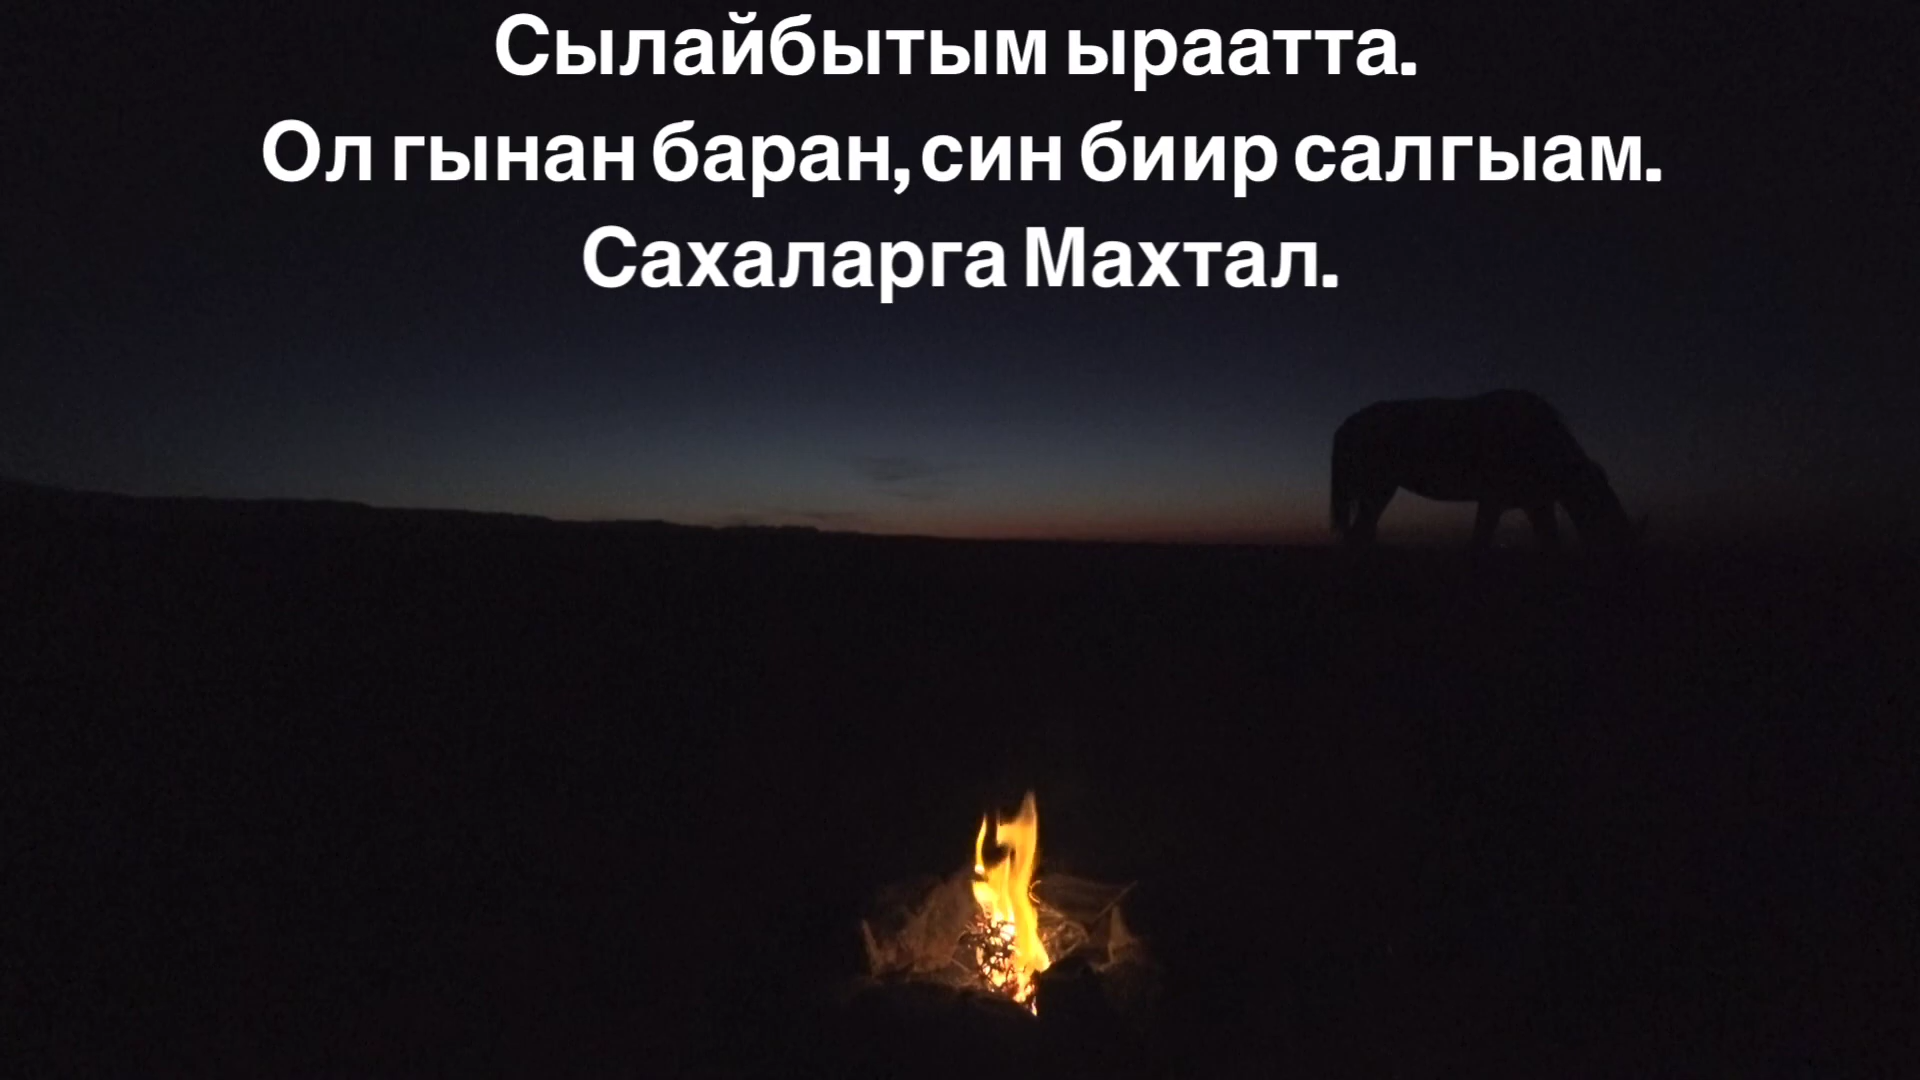 Сылайбытым ыраатта.
Ол гынан баран, син биир салгыам.
Сахаларга Махтал.